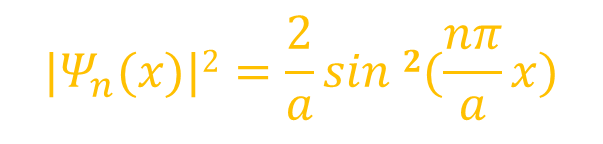 |Ψₙ(x)|² = 2/a sin ²(nπ/a x)